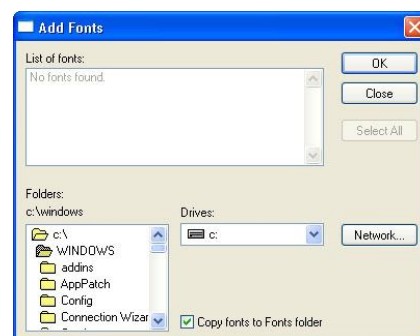 Add Fonts
List of fonts:
No fonts found.
OK
Close
Select All
Folders:
c:\windows
Drives:
c:\
c:
Network...
WINDOWS
addins
AppPatch
Config
Connection Wizar
Copy fonts to Fonts folder